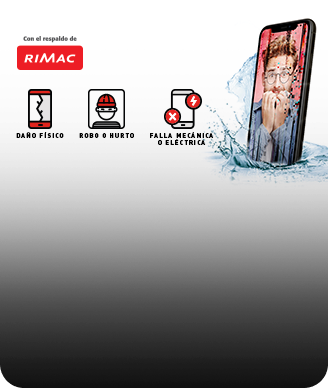 Con el respaldo de
RIMAC
DAÑO FÍSICO
ROBO O HURTO
FALLA MECÁNICA
O ELÉCTRICA